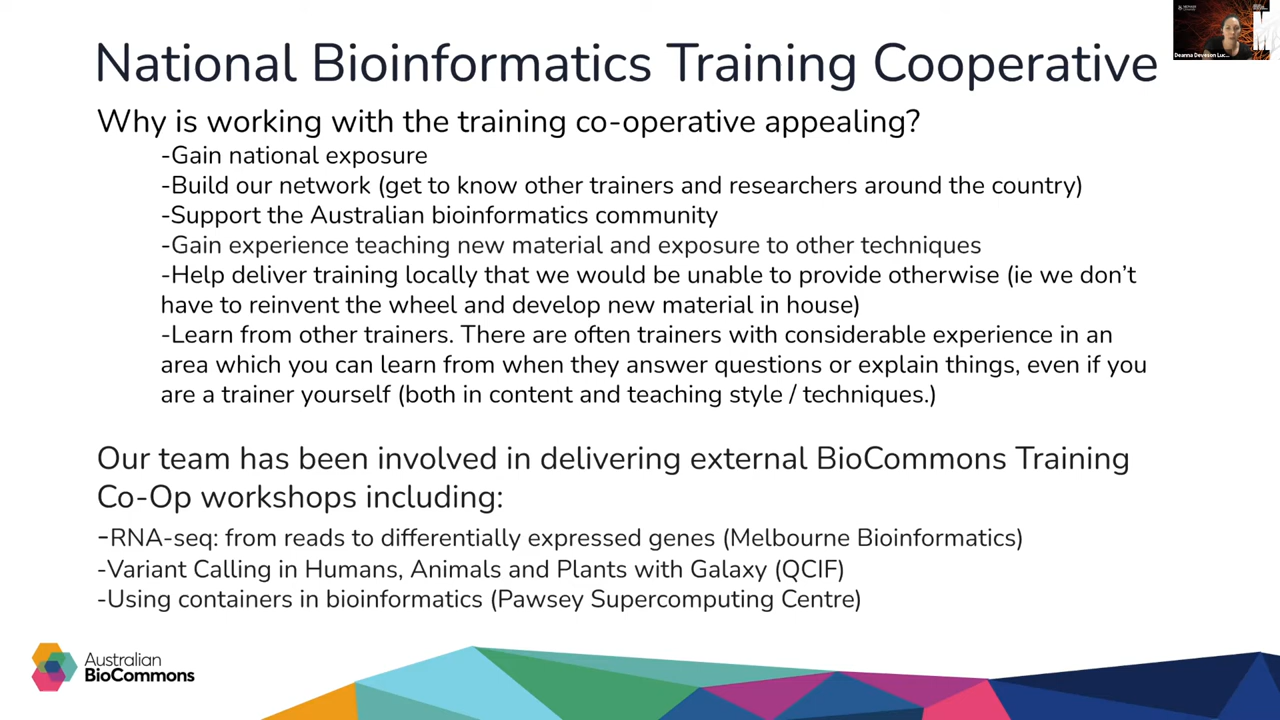 National Bioinformatics Training Cooperative
Deanna Deveson Luc...
Why is working with the training co-operative appealing?
-Gain national exposure
-Build our network (get to know other trainers and researchers around the country)
-Support the Australian bioinformatics community
-Gain experience teaching new material and exposure to other techniques
-Help deliver training locally that we would be unable to provide otherwise (ie we don't
have to reinvent the wheel and develop new material in house)
-Learn from other trainers. There are often trainers with considerable experience in an
area which you can learn from when they answer questions or explain things, even if you
are a trainer yourself (both in content and teaching style / techniques.)
Our team has been involved in delivering external BioCommons Training
Co-Op workshops including:
-RNA-seq: from reads to differentially expressed genes (Melbourne Bioinformatics)
-Variant Calling in Humans, Animals and Plants with Galaxy (QCIF)
-Using containers in bioinformatics (Pawsey Supercomputing Centre)
Australian
BioCommons